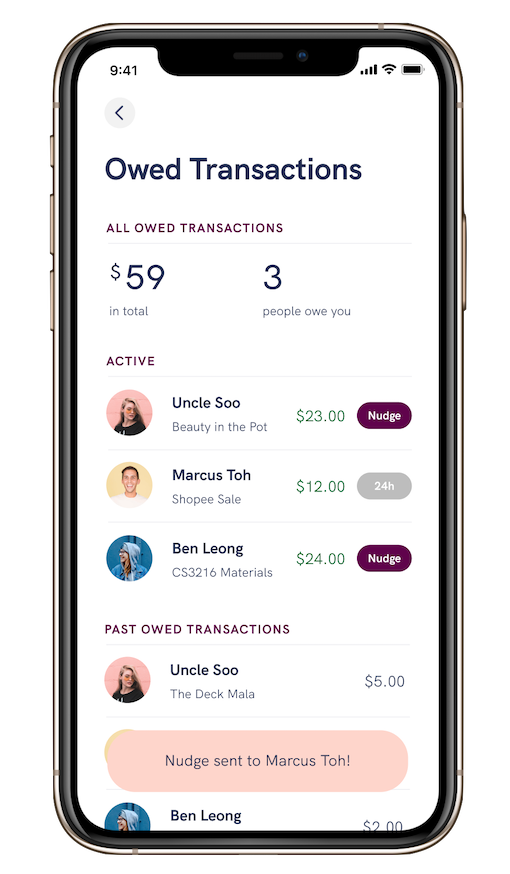 9:41
Owed Transactions
ALL OWED TRANSACTIONS
$59 3
in total people owe you
ACTIVE
Uncle Soo
Beauty in the Pot
$23.00 Nudge
Marcus Toh
Shopee Sale
$12.00 24h
Ben Leong
CS3216 Materials
$24.00 Nudge
PAST OWED TRANSACTIONS
Uncle Soo
The Deck Mala
$5.00
Nudge sent to Marcus Toh!
Ben Leong
$2.00